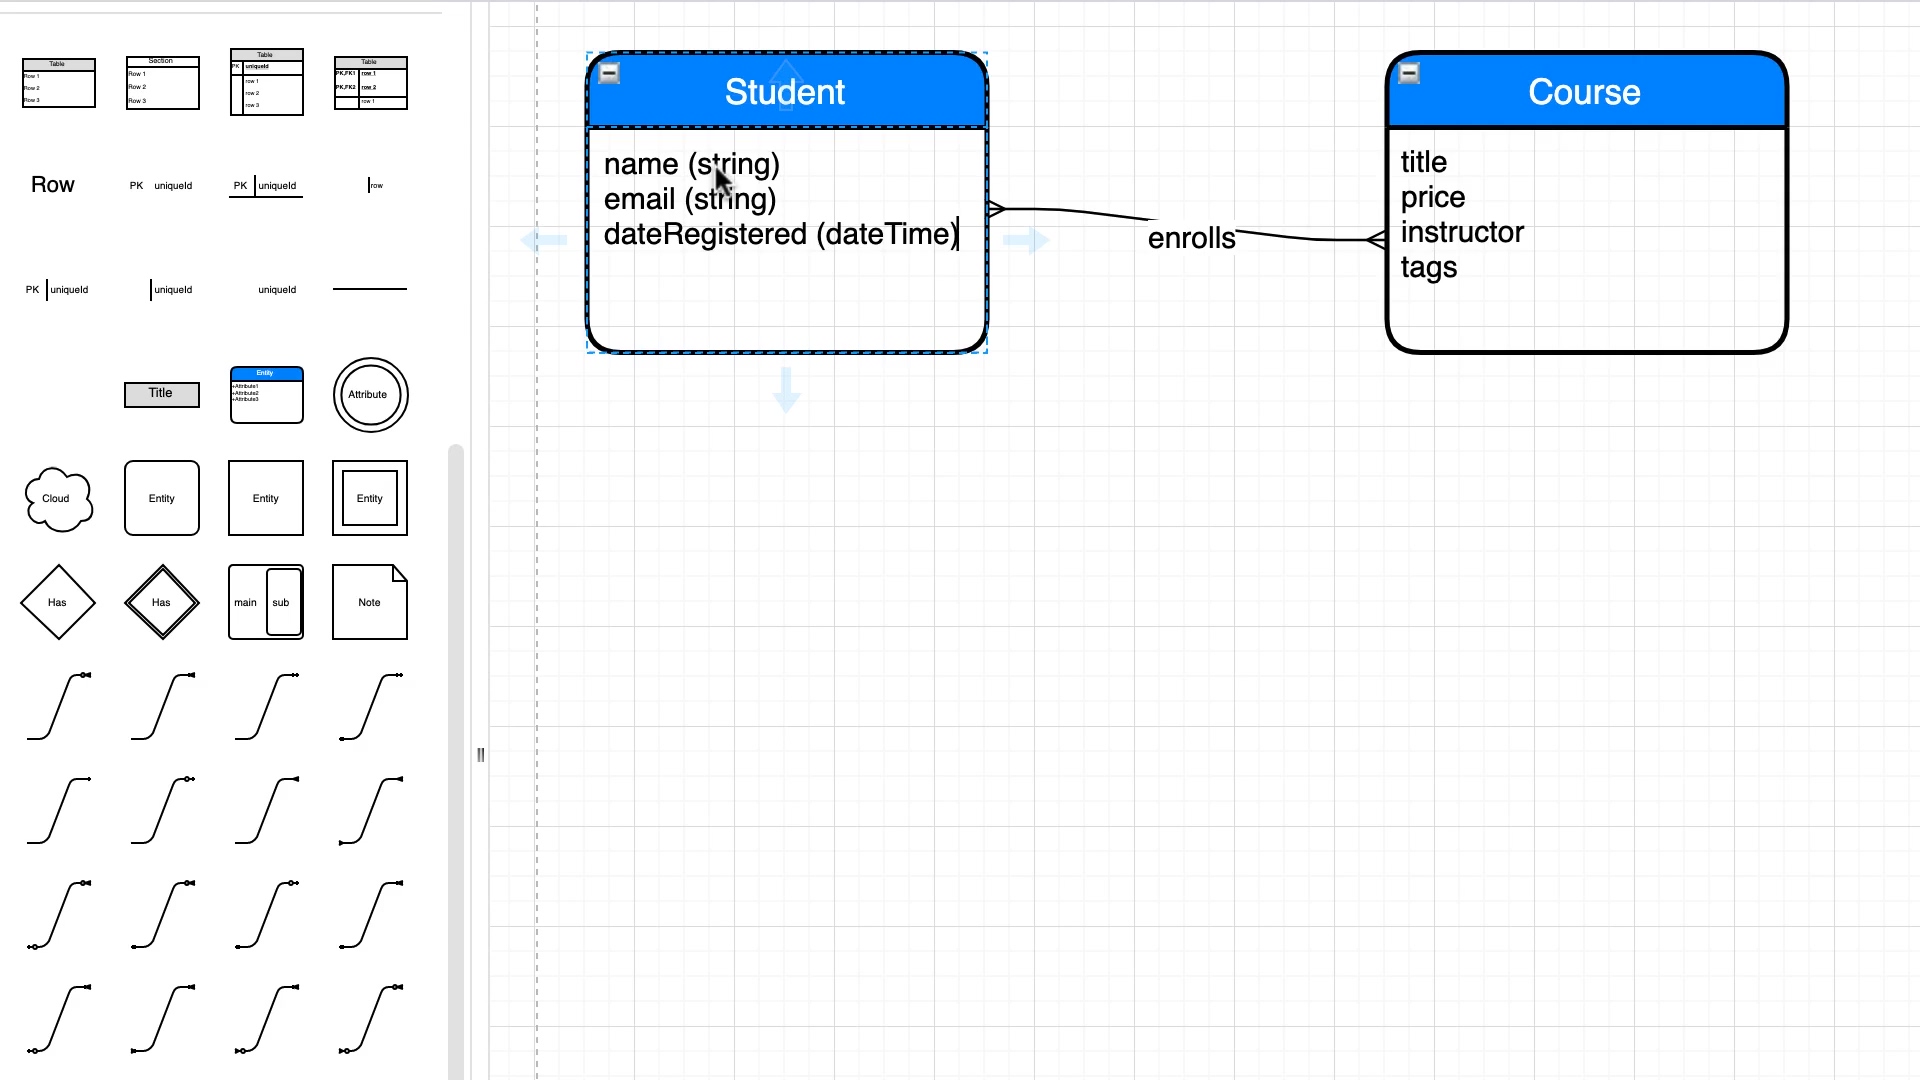 Table
Row 1
Row 2
Row 3
Section
Row 1
Row 2
Row 3
Table
PK uniqueId
row 1
row 2
row 3
Table
PK,FK1 row 1
PK,FK2 row 2
row 1
Row
PK uniqueId
PK uniqueId
row
PK uniqueId
uniqueId
uniqueId
Title
Entity
+Attribute1
+Attribute2
+Attribute3
Attribute
Cloud
Entity
Entity
Entity
Has
Has
main sub
Note
Student
name (string)
email (string)
dateRegistered (dateTime)
enrolls
Course
title
price
instructor
tags